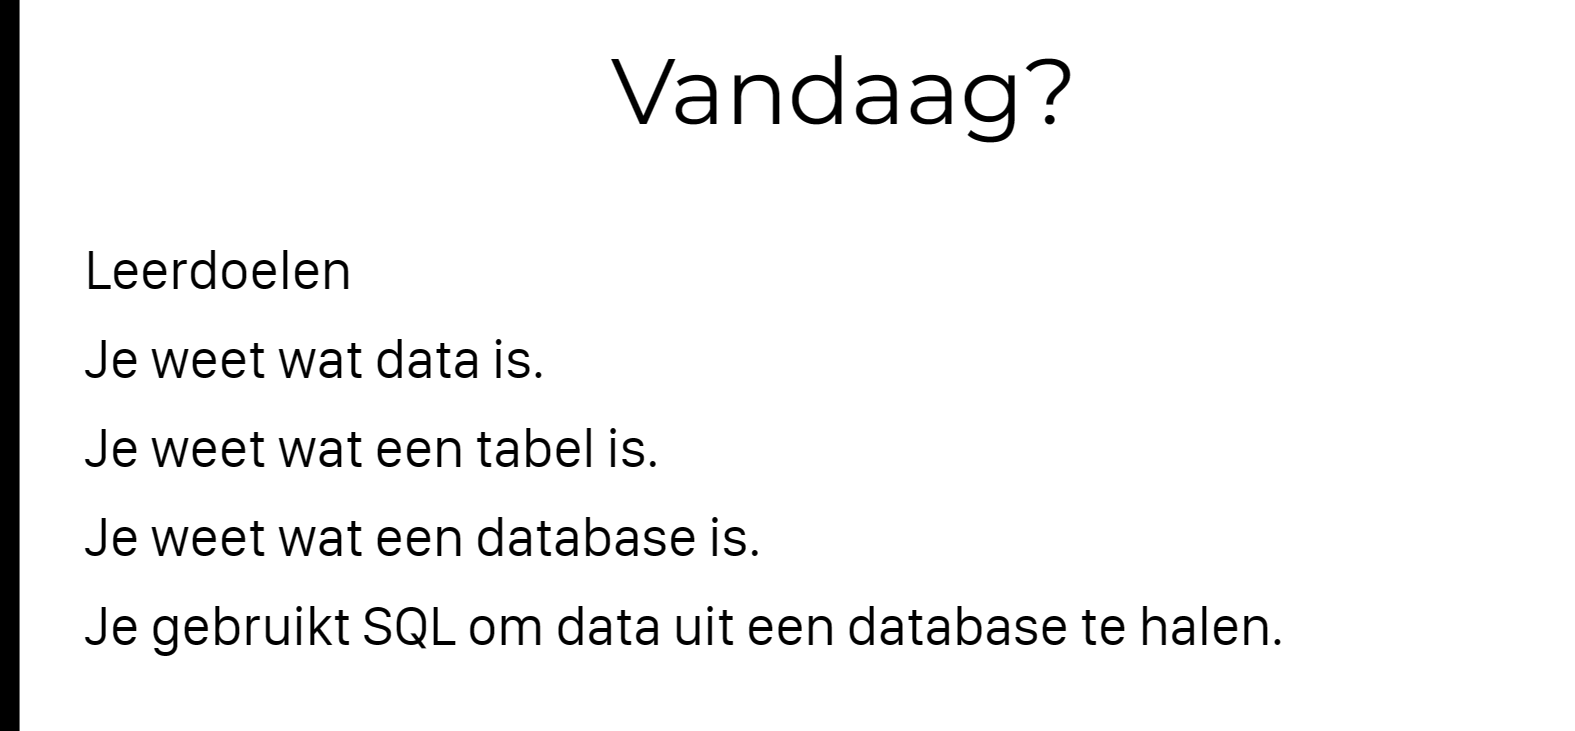 Vandaag?
Leerdoelen
Je weet wat data is.
Je weet wat een tabel is.
Je weet wat een database is.
Je gebruikt SQL om data uit een database te halen.